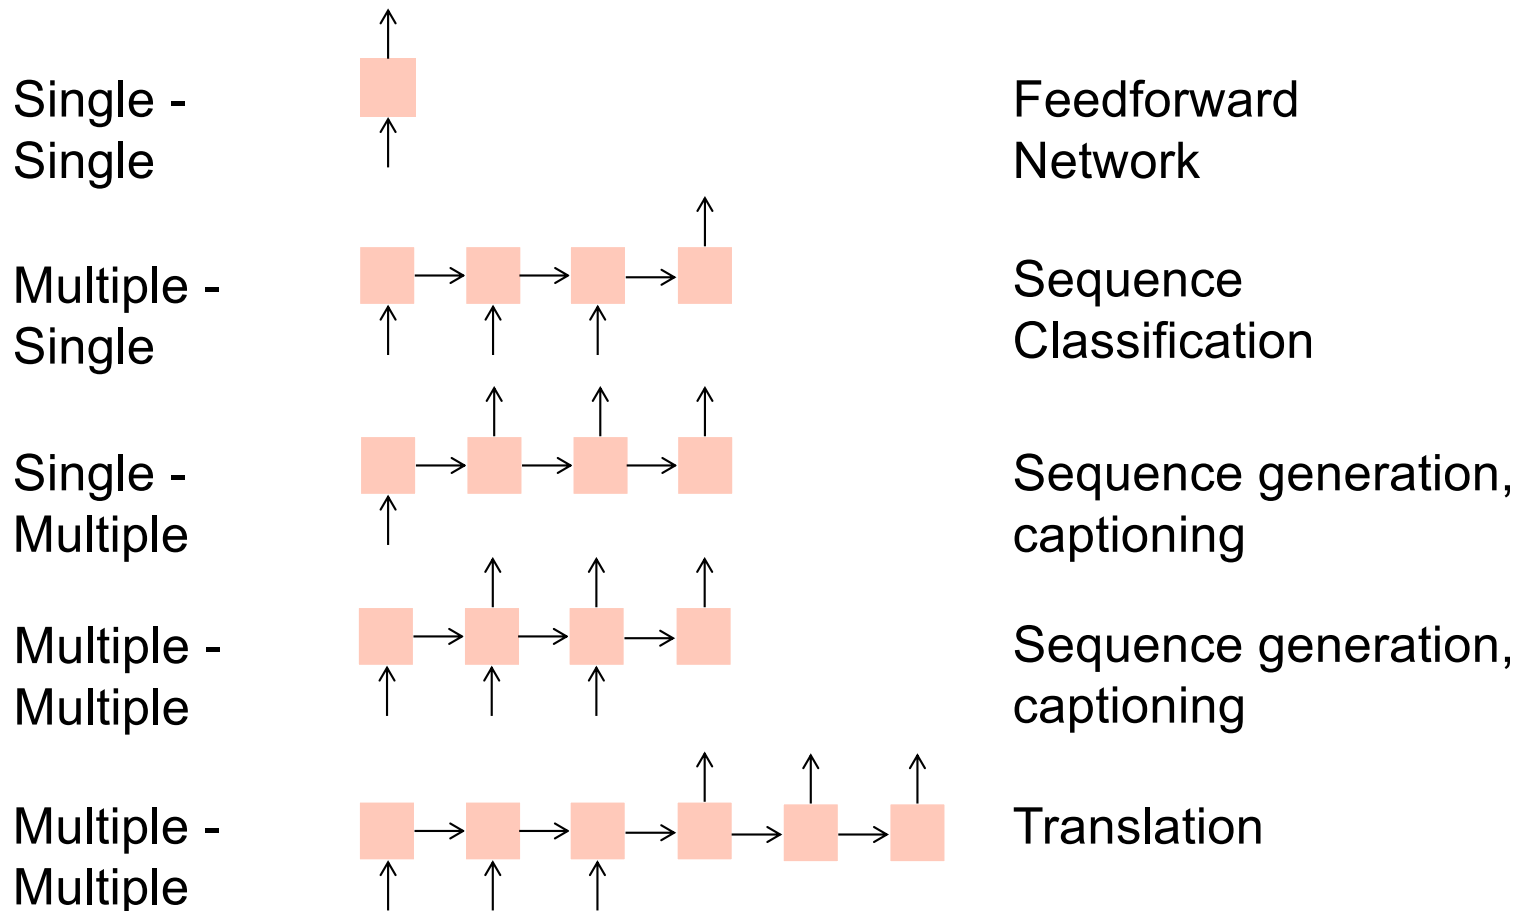 Single -
Single
Feedforward
Network
Multiple -
Single
Sequence
Classification
Single -
Multiple
Sequence generation,
captioning
Multiple -
Multiple
Sequence generation,
captioning
Multiple -
Multiple
Translation